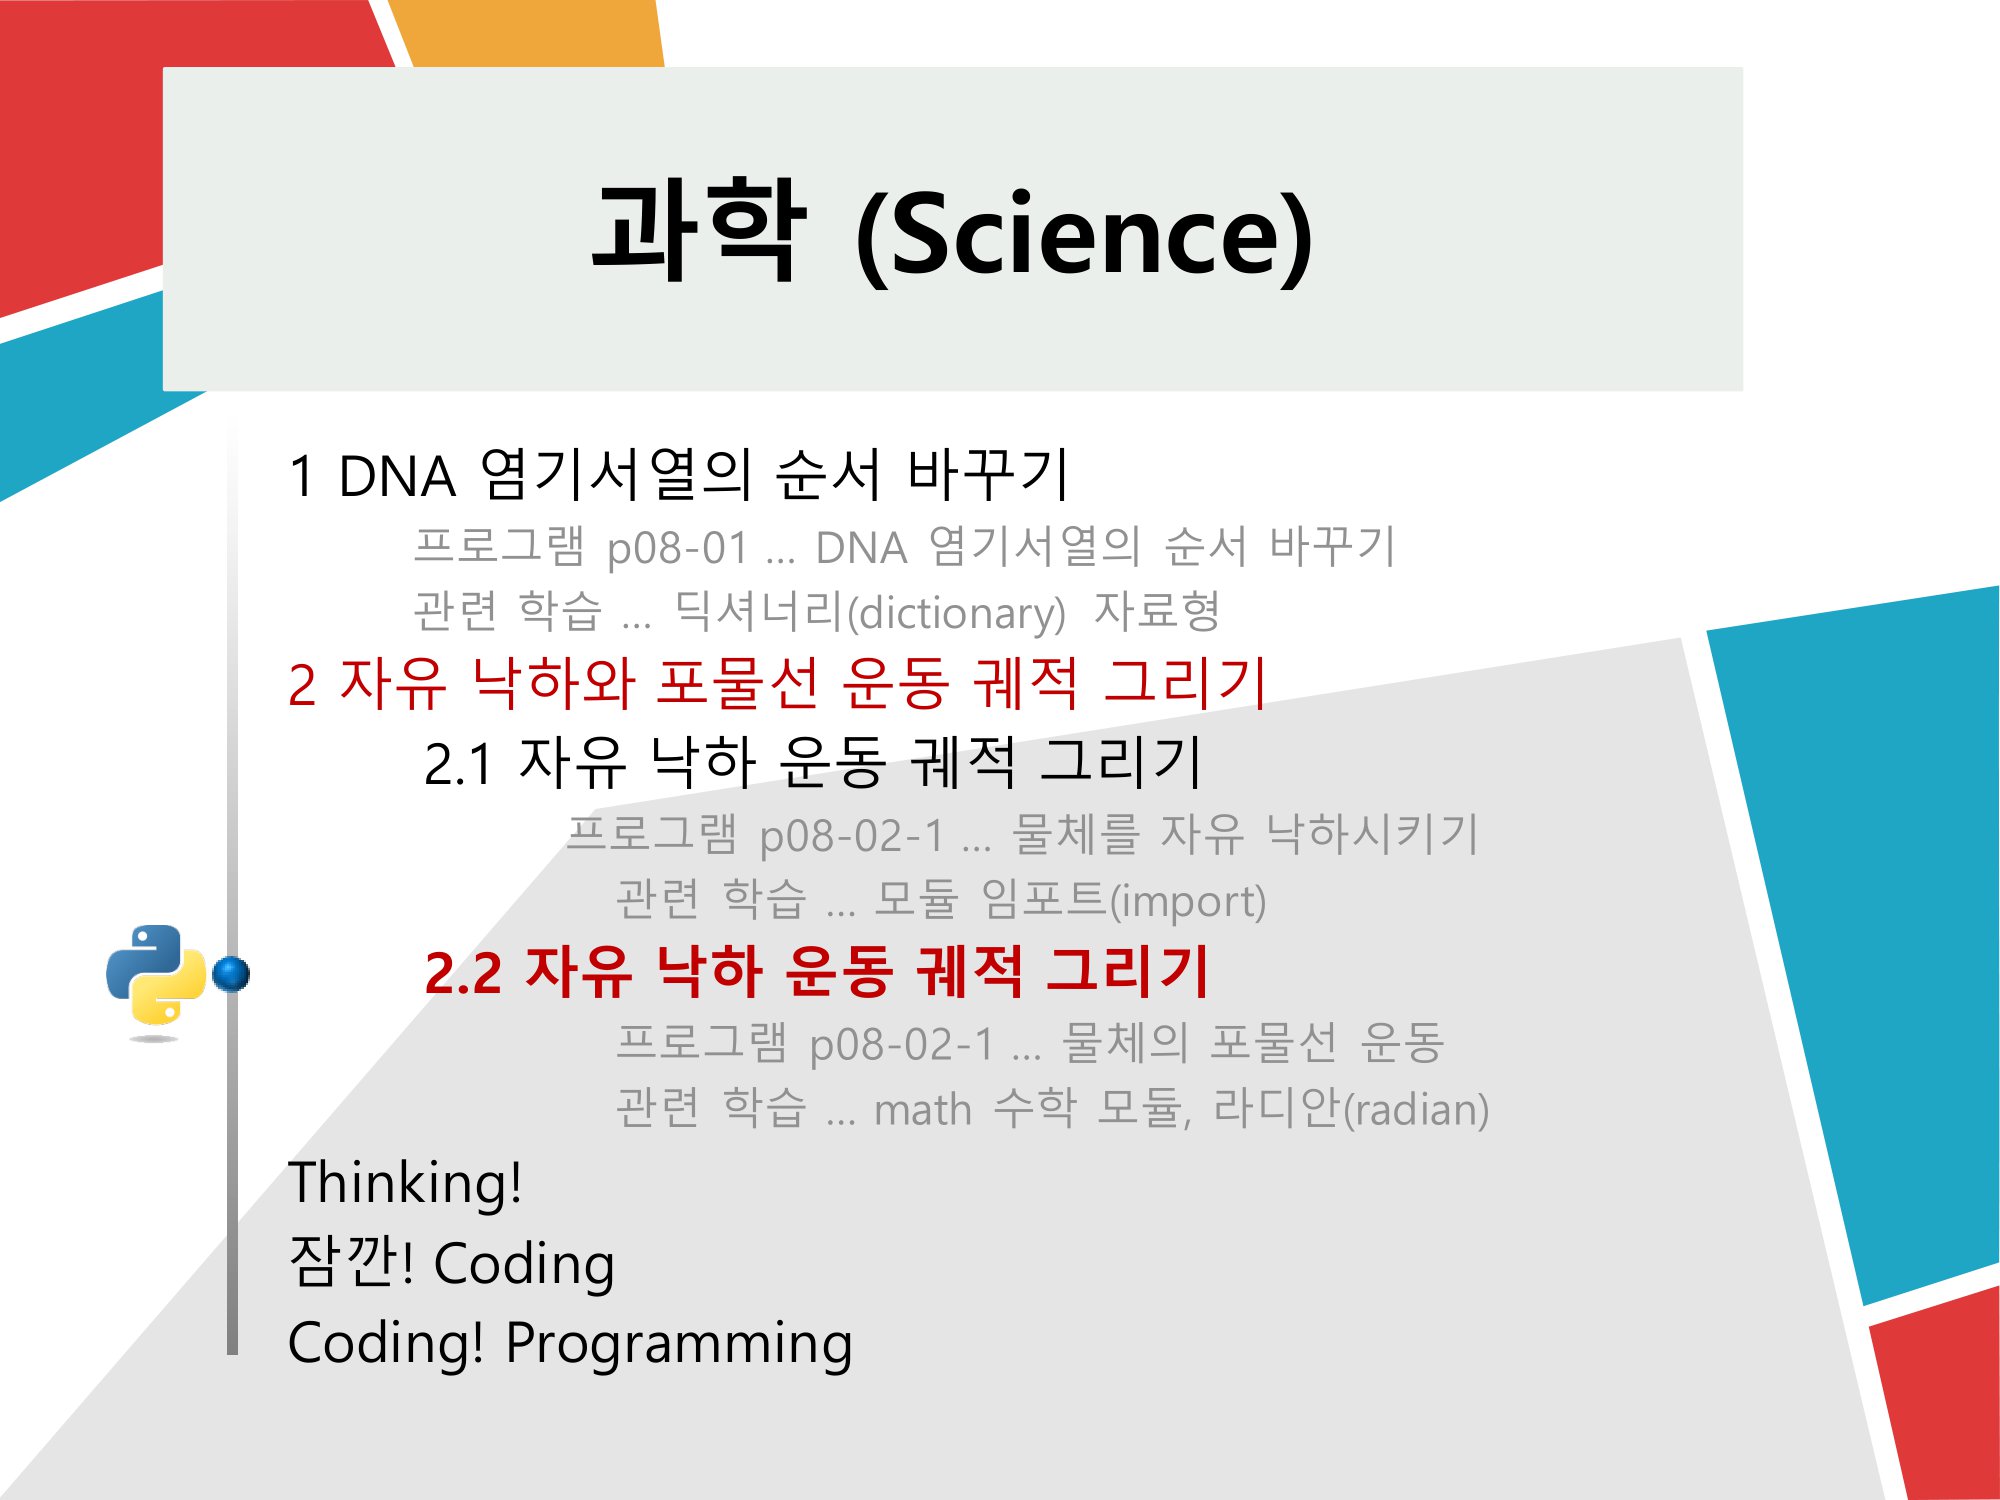 과학 (Science)
1 DNA 염기서열의 순서 바꾸기
프로그램 p08-01 ... DNA 염기서열의 순서 바꾸기
관련 학습 ... 딕셔너리(dictionary) 자료형
2 자유 낙하와 포물선 운동 궤적 그리기
2.1 자유 낙하 운동 궤적 그리기
프로그램 p08-02-1 ... 물체를 자유 낙하시키기
관련 학습 ... 모듈 임포트(import)
2.2 자유 낙하 운동 궤적 그리기
프로그램 p08-02-1 ... 물체의 포물선 운동
관련 학습 ... math 수학 모듈, 라디안(radian)
Thinking!
잠깐! Coding
Coding! Programming